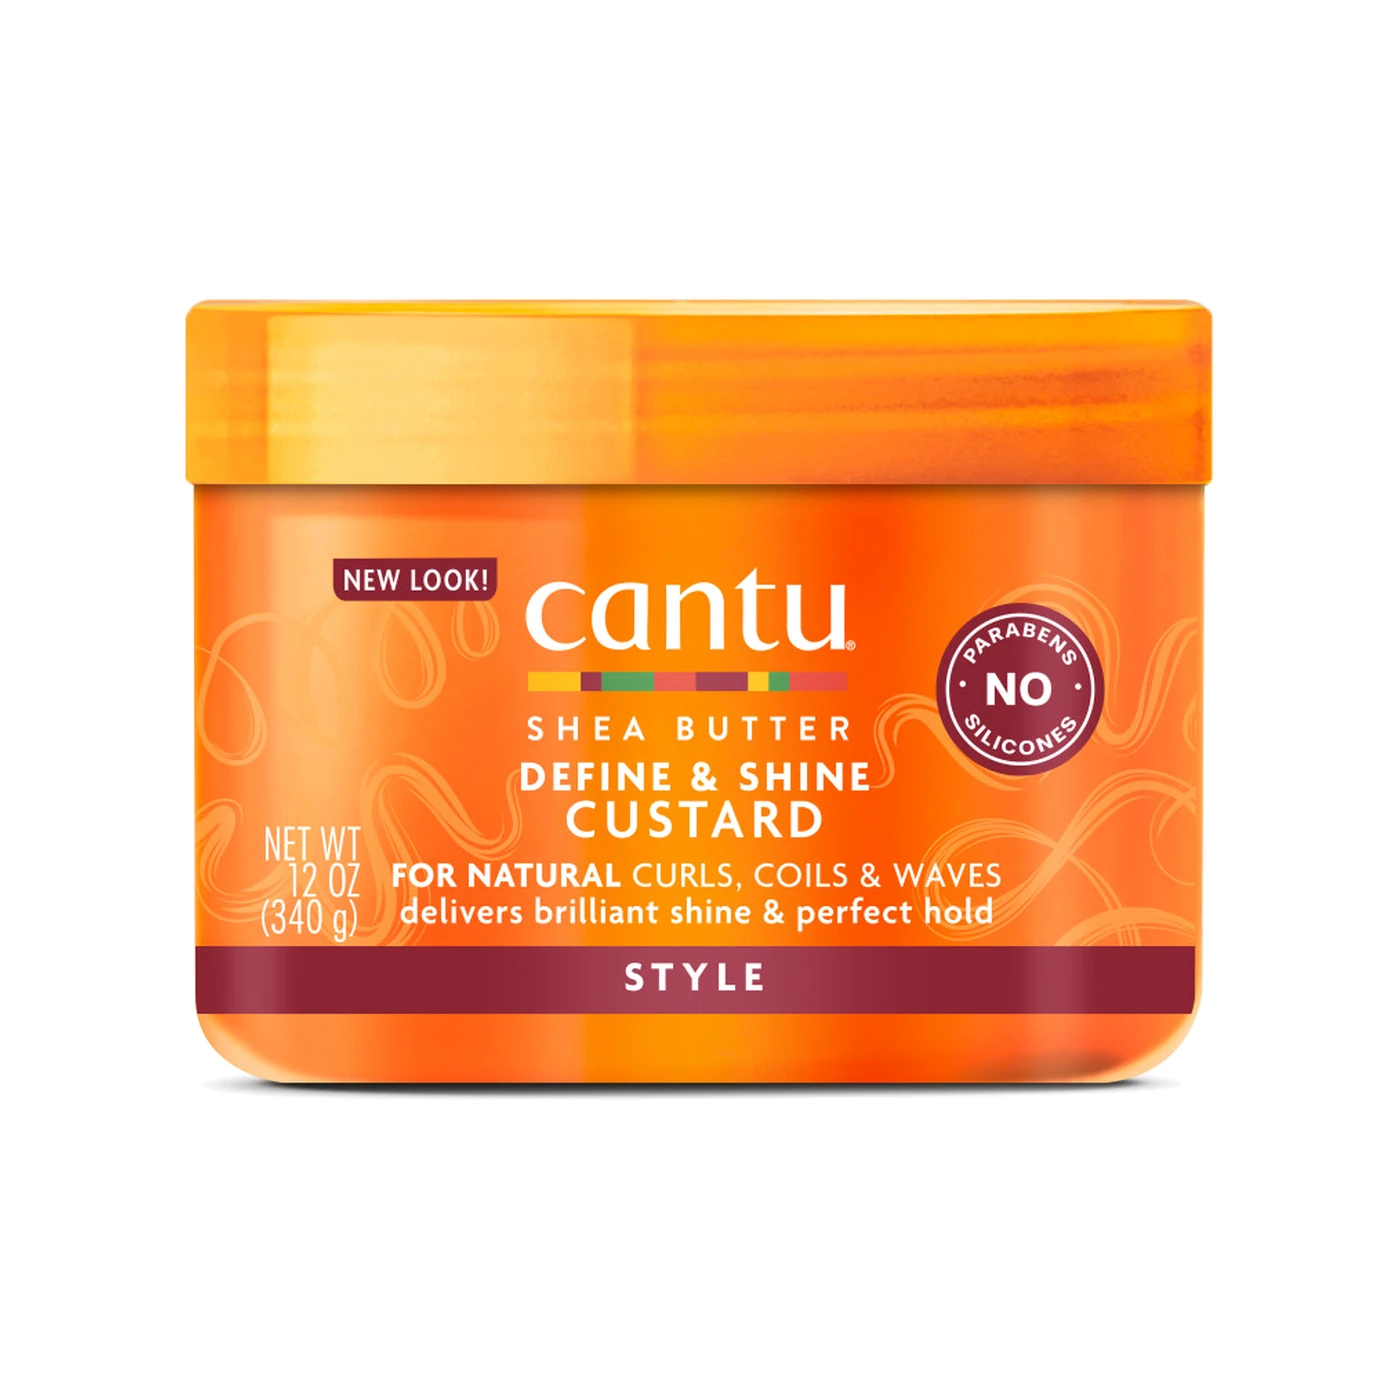 NEW LOOK!
cantu®
SHEA BUTTER
DEFINE & SHINE
CUSTARD
PARABENS
NO
SILICONES
NET WT
12 OZ
(340 g)
FOR NATURAL CURLS, COILS & WAVES
delivers brilliant shine & perfect hold
STYLE